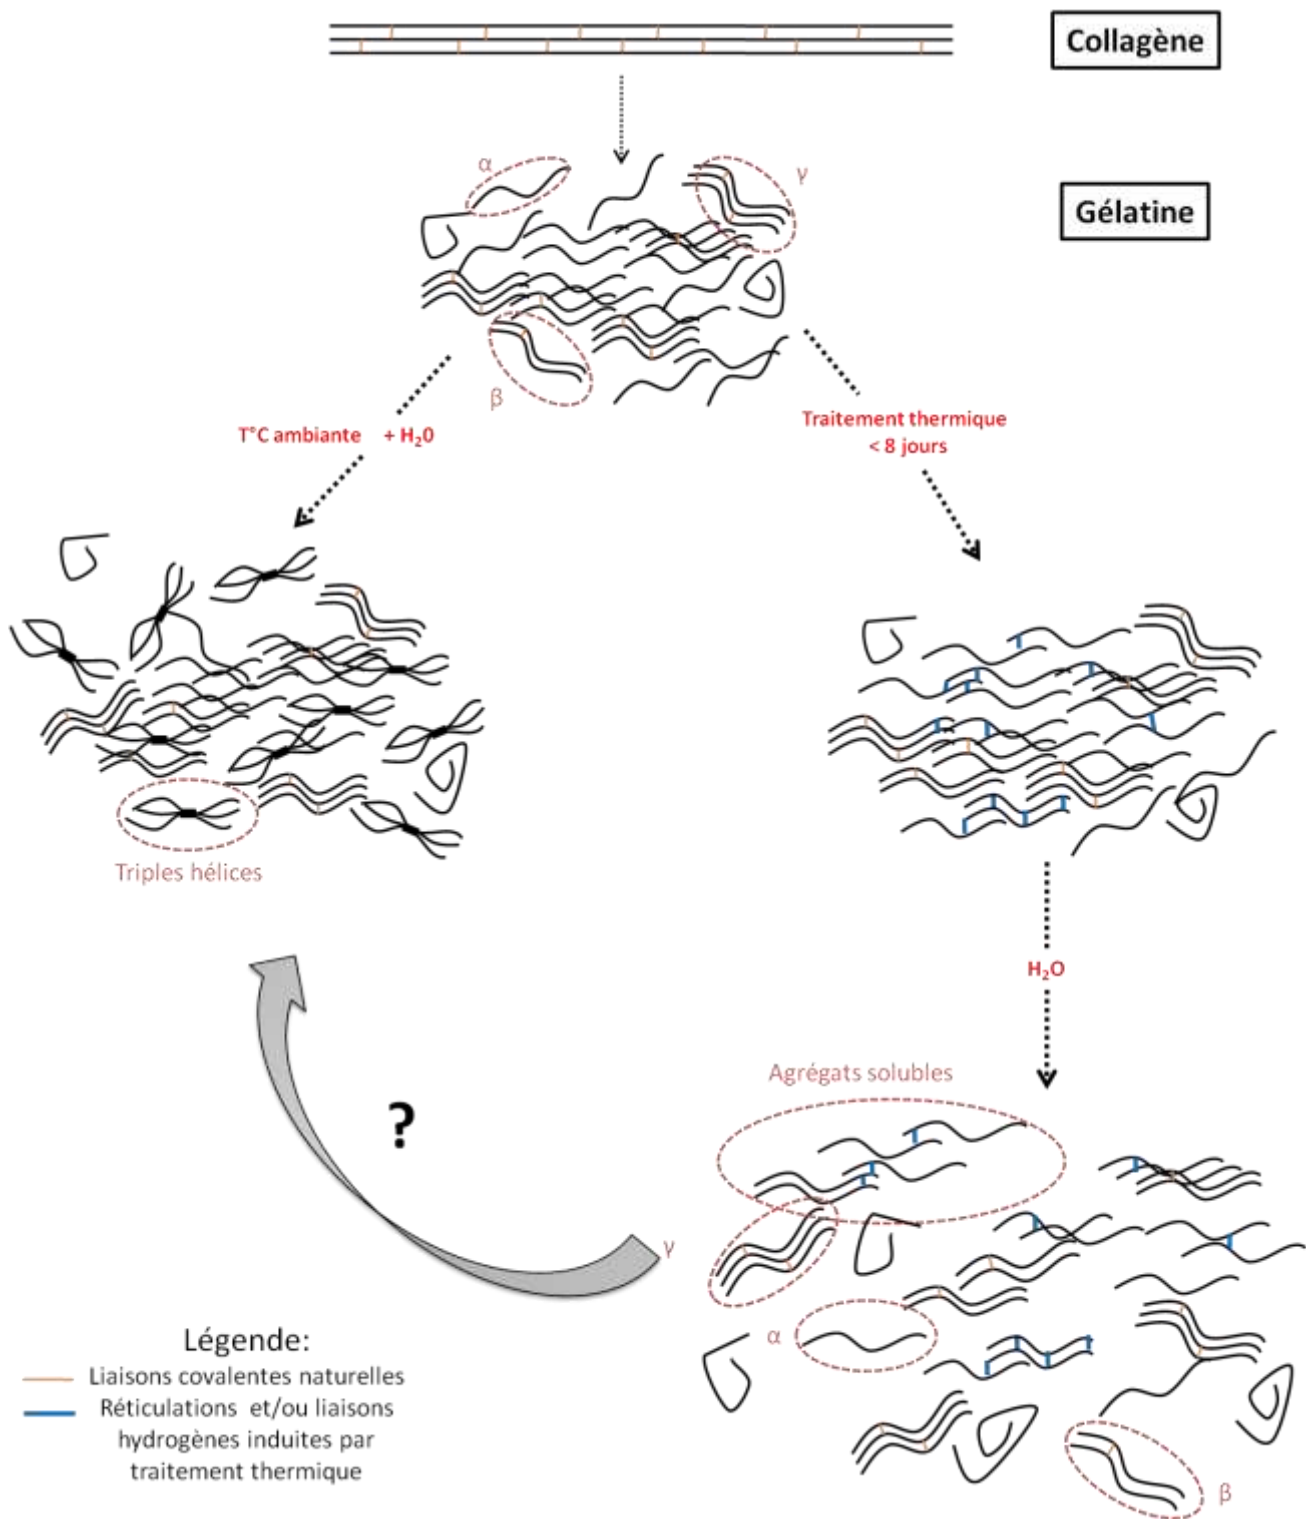 Collagène
α
γ
Gélatine
β
T°C ambiante + H₂0
Traitement thermique
< 8 jours
Triples hélices
H₂O
Agrégats solubles
?
γ
α
Légende:
Liaisons covalentes naturelles
Réticulations et/ou liaisons
hydrogènes induites par
traitement thermique
β